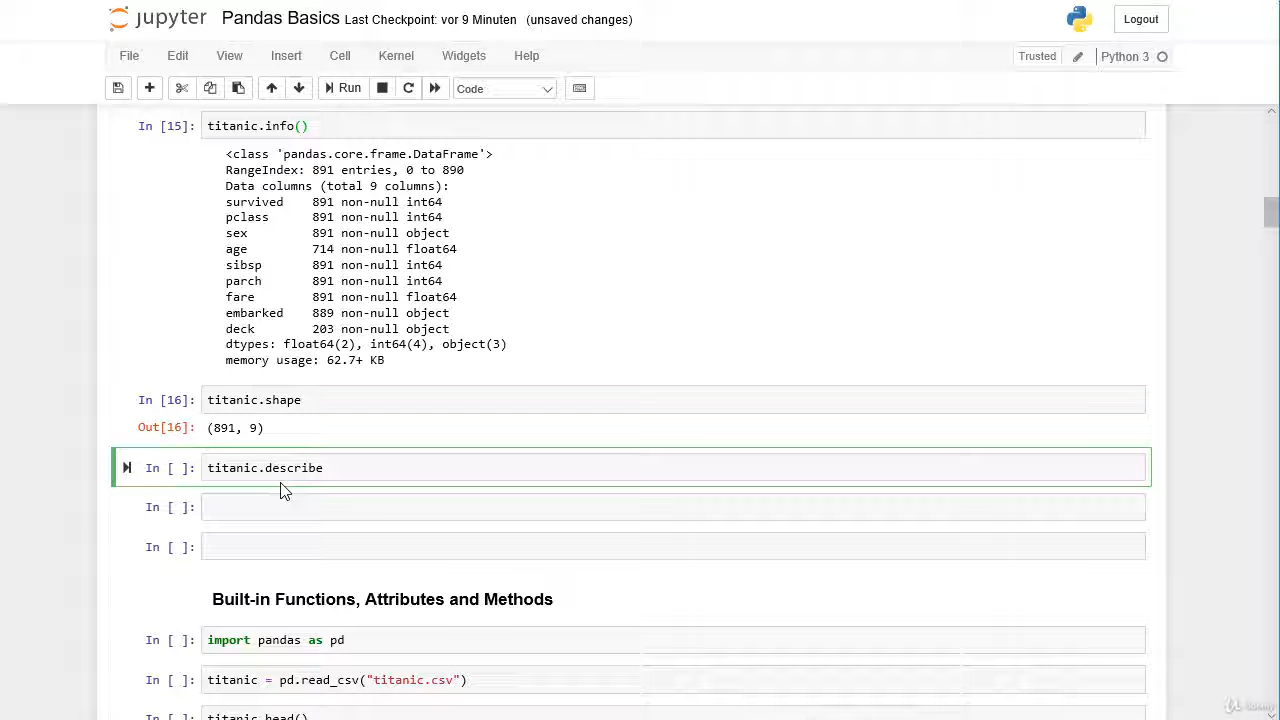 jupyter Pandas Basics Last Checkpoint: vor 9 Minuten (unsaved changes) Logout
File Edit View Insert Cell Kernel Widgets Help Trusted Python 3
Run Code
In [15]: titanic.info()
<class 'pandas.core.frame.DataFrame'>
RangeIndex: 891 entries, 0 to 890
Data columns (total 9 columns):
survived 891 non-null int64
pclass 891 non-null int64
sex 891 non-null object
age 714 non-null float64
sibsp 891 non-null int64
parch 891 non-null int64
fare 891 non-null float64
embarked 889 non-null object
deck 203 non-null object
dtypes: float64(2), int64(4), object(3)
memory usage: 62.7+ KB
In [16]: titanic.shape
Out[16]: (891, 9)
In [ ]: titanic.describe
In [ ]:
In [ ]:
Built-in Functions, Attributes and Methods
In [ ]: import pandas as pd
In [ ]: titanic = pd.read_csv("titanic.csv")
In [ ]: titanic.head()